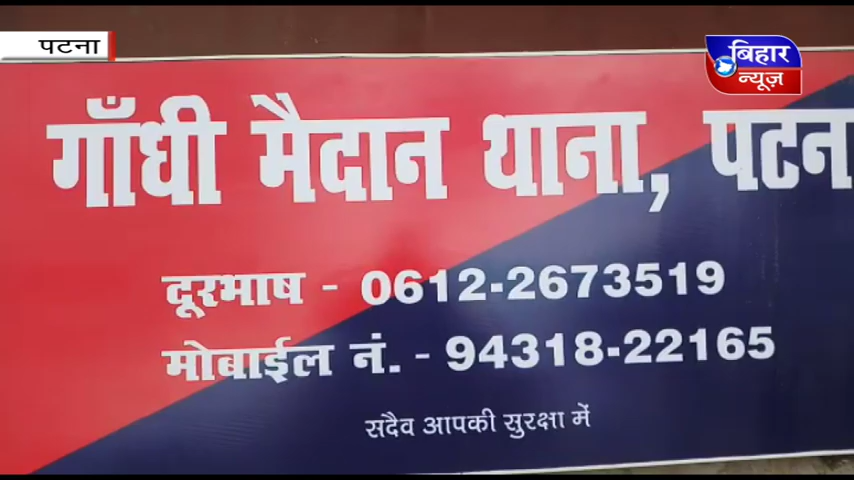 पटना
बिहार
न्यूज़
गाँधी मैदान थाना, पटन
दूरभाष - 0612-2673519
मोबाईल नं. - 94318-22165
सदैव आपकी सुरक्षा में